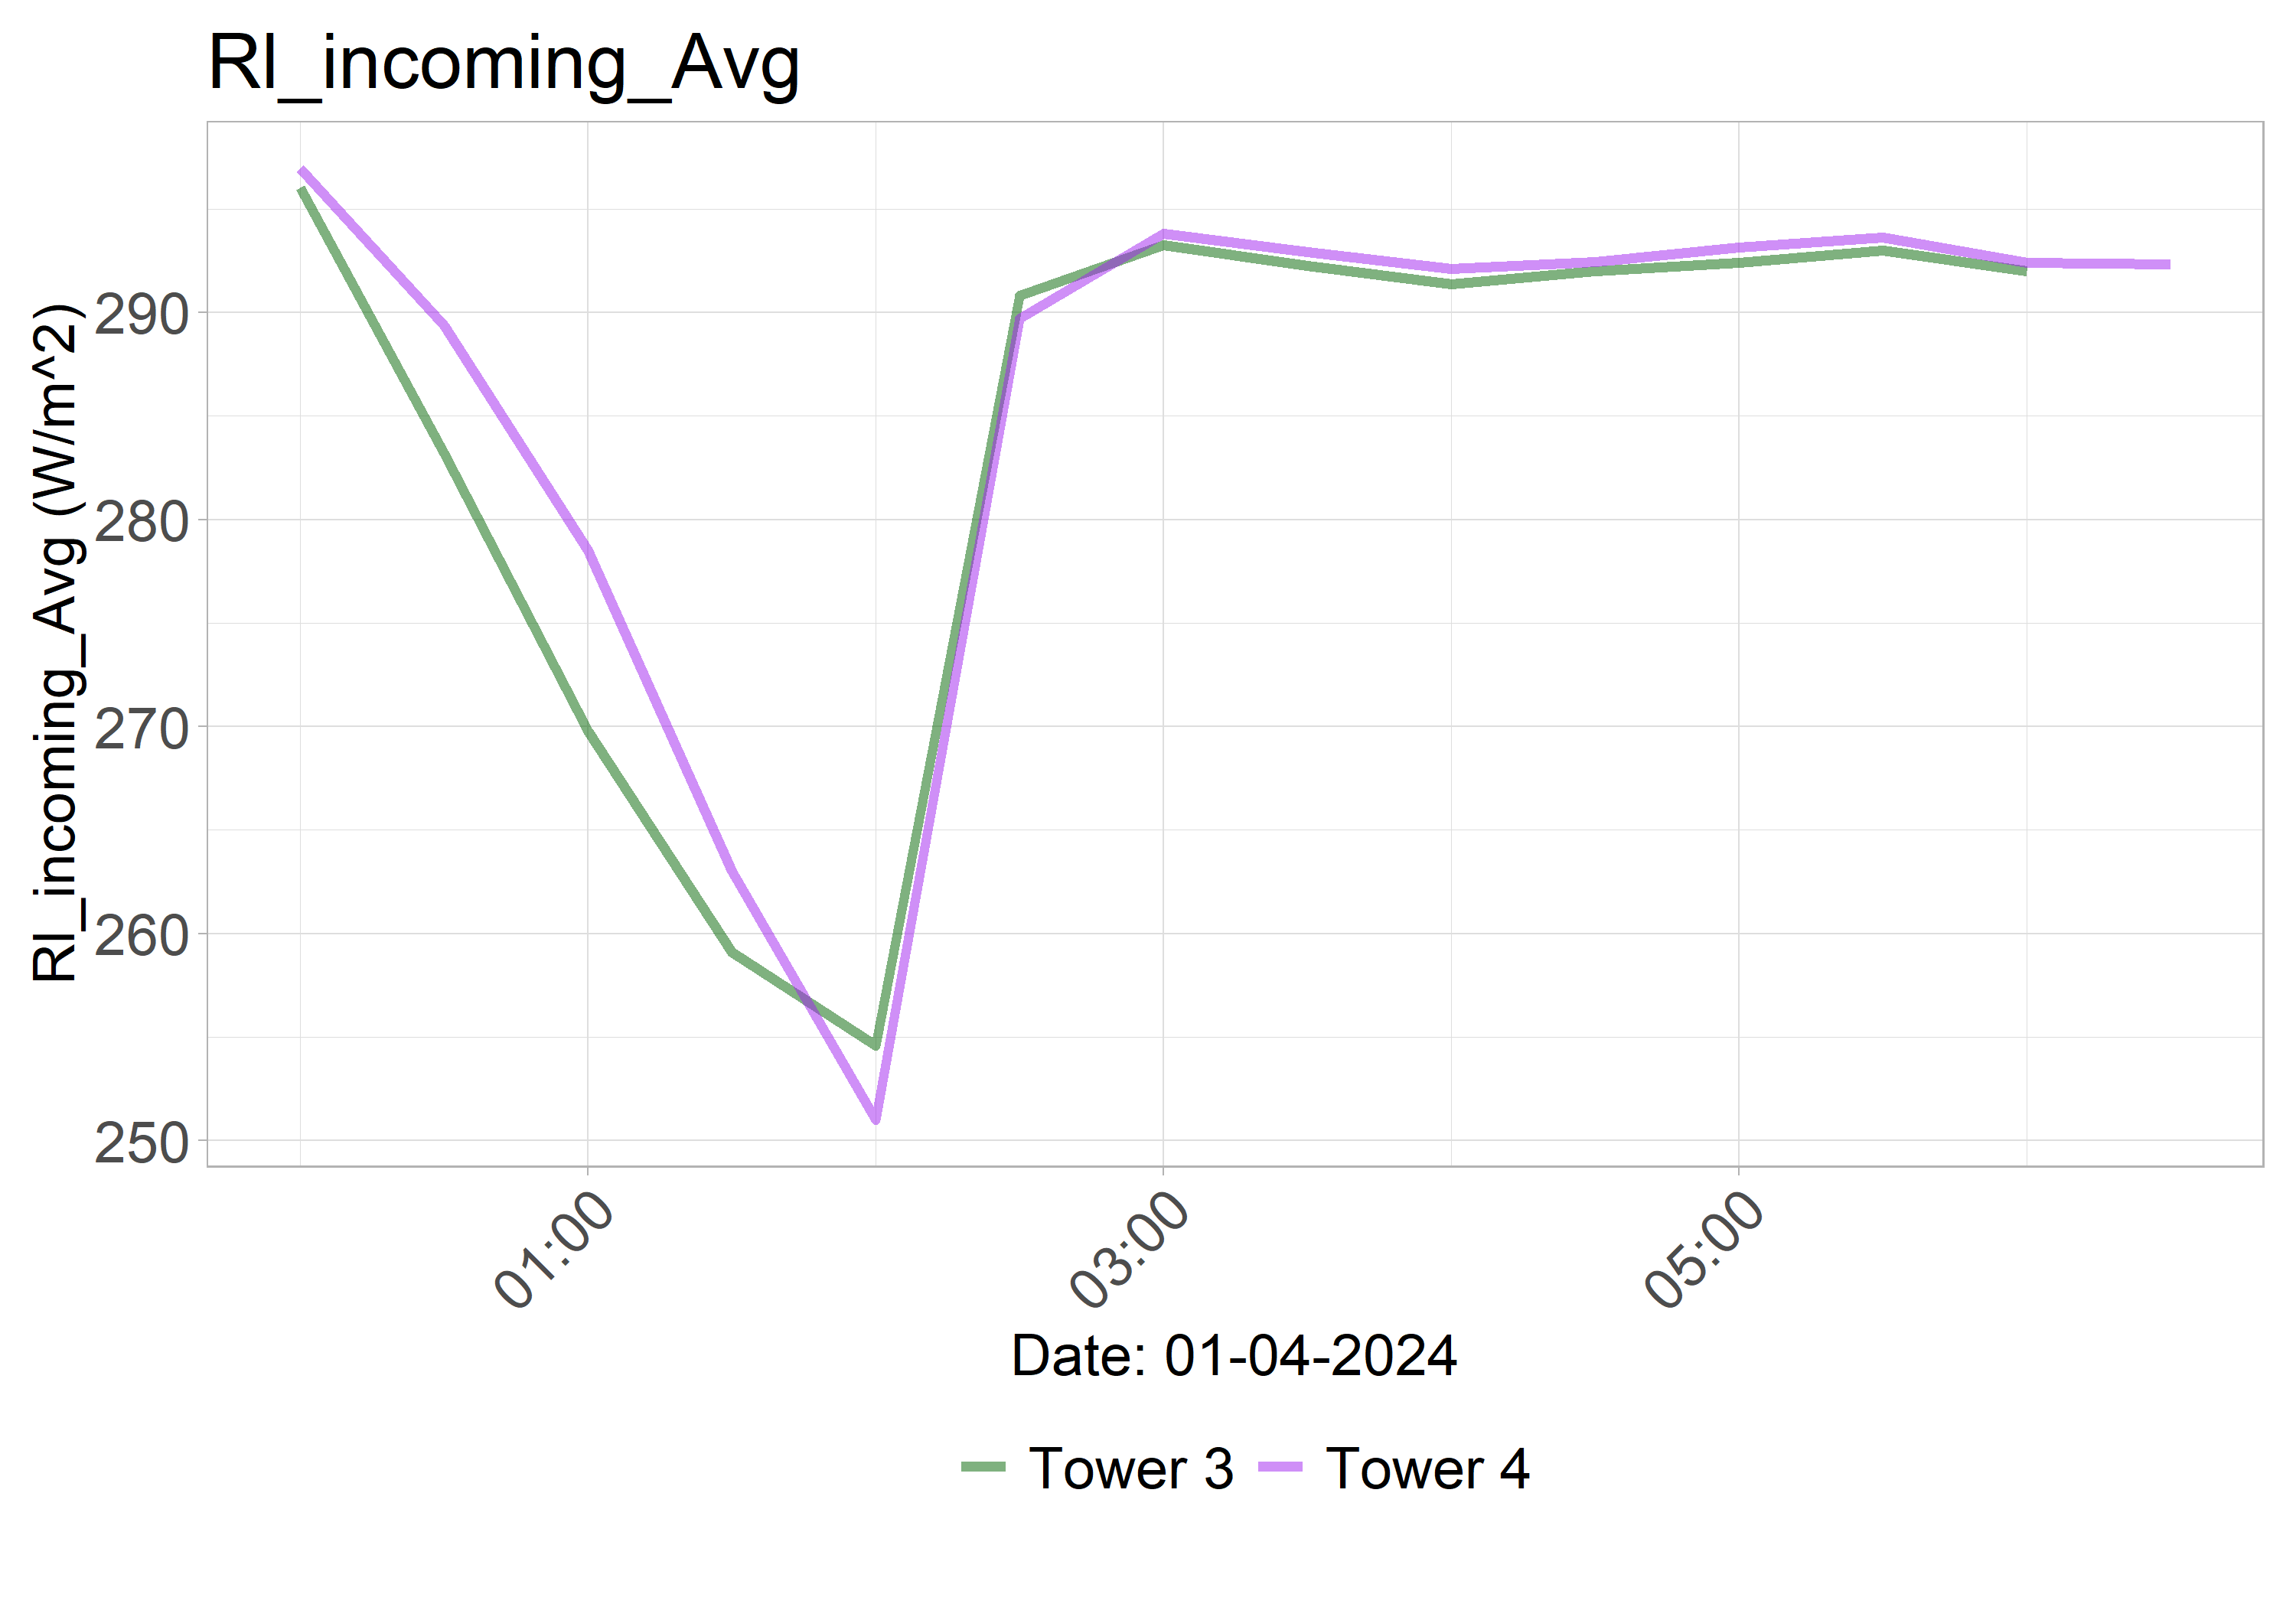 Rl_incoming_Avg
Rl_incoming_Avg (W/m^2)
290
280
270
260
250
01:00
03:00
05:00
Date: 01-04-2024
Tower 3
Tower 4